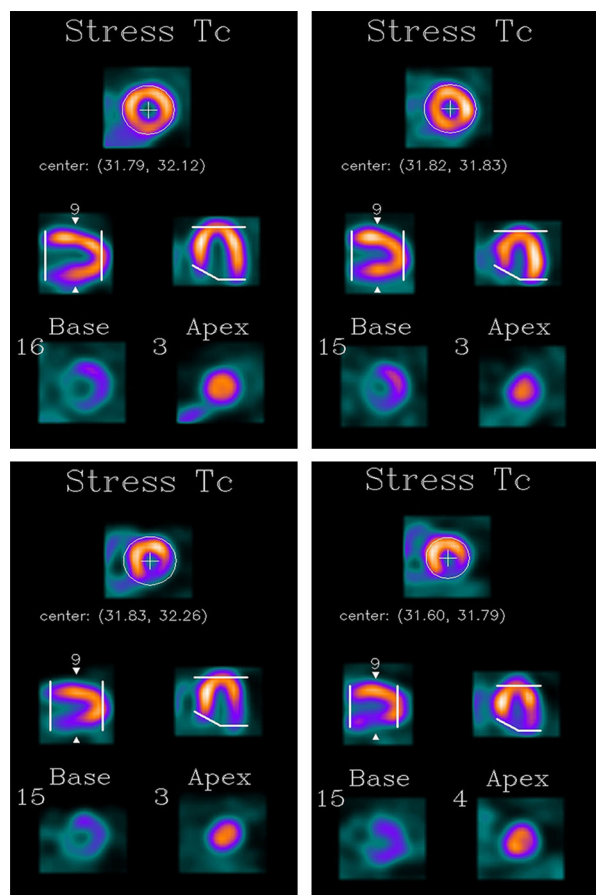 Stress Tc
center: (31.79, 32.12)
9
Base Apex
16 3
Stress Tc
center: (31.82, 31.83)
9
Base Apex
15 3
Stress Tc
center: (31.83, 32.26)
9
Base Apex
15 3
Stress Tc
center: (31.60, 31.79)
9
Base Apex
15 4